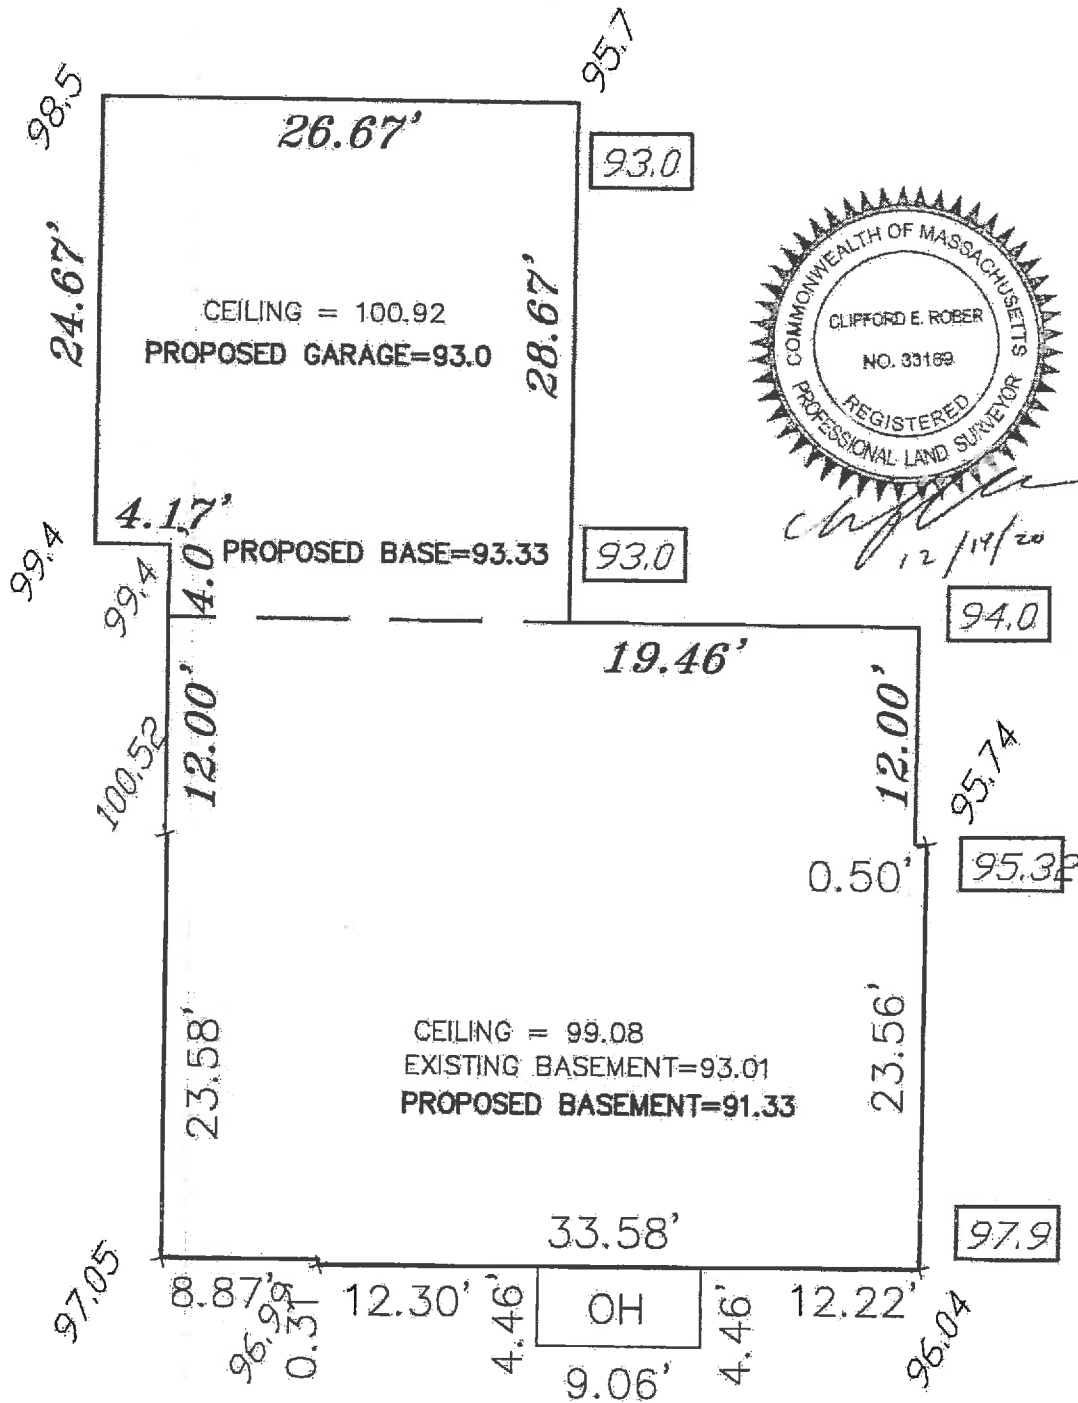 95.7
98.5
26.67'
93.0
24.67'
28.67'
CEILING = 100.92
PROPOSED GARAGE=93.0
COMMONWEALTH OF MASSACHUSETTS
CLIFFORD E. ROBER
NO. 33189
REGISTERED
PROFESSIONAL LAND SURVEYOR
12/14/20
4.17'
99.4
99.4
4.0'
PROPOSED BASE=93.33
93.0
94.0
19.46'
12.00'
12.00'
100.52
95.74
0.50'
95.32
23.58'
23.56'
CEILING = 99.08
EXISTING BASEMENT=93.01
PROPOSED BASEMENT=91.33
33.58'
97.9
97.05
8.87'
96.99
0.31'
12.30'
4.46'
OH
4.46'
12.22'
96.04
9.06'